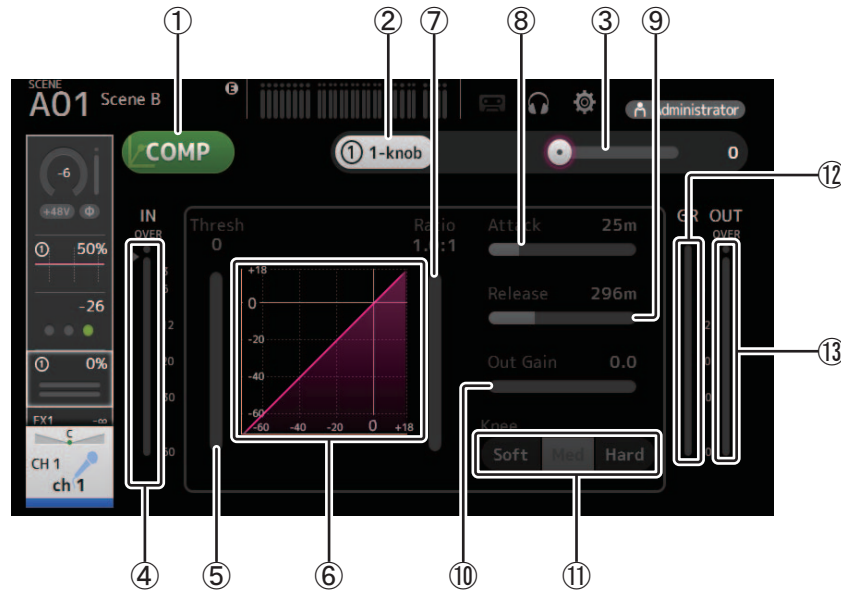 ① ② ⑦ ⑧ ③ ⑨
SCENE
A01 Scene B E Administrator
COMP ① 1-knob 0
-6
+48V Φ
① 50%
-26
① 0%
FX1 -∞
C
CH 1
ch 1
IN
OVER
Thresh
0
Ratio
Attack 25m
Release 296m
Out Gain 0.0
Knee
Soft Med Hard
+18
0
-20
-40
-60
-60 -40 -20 0 +18
GR OUT
OVER
⑫
⑬
④ ⑤ ⑥ ⑩ ⑪